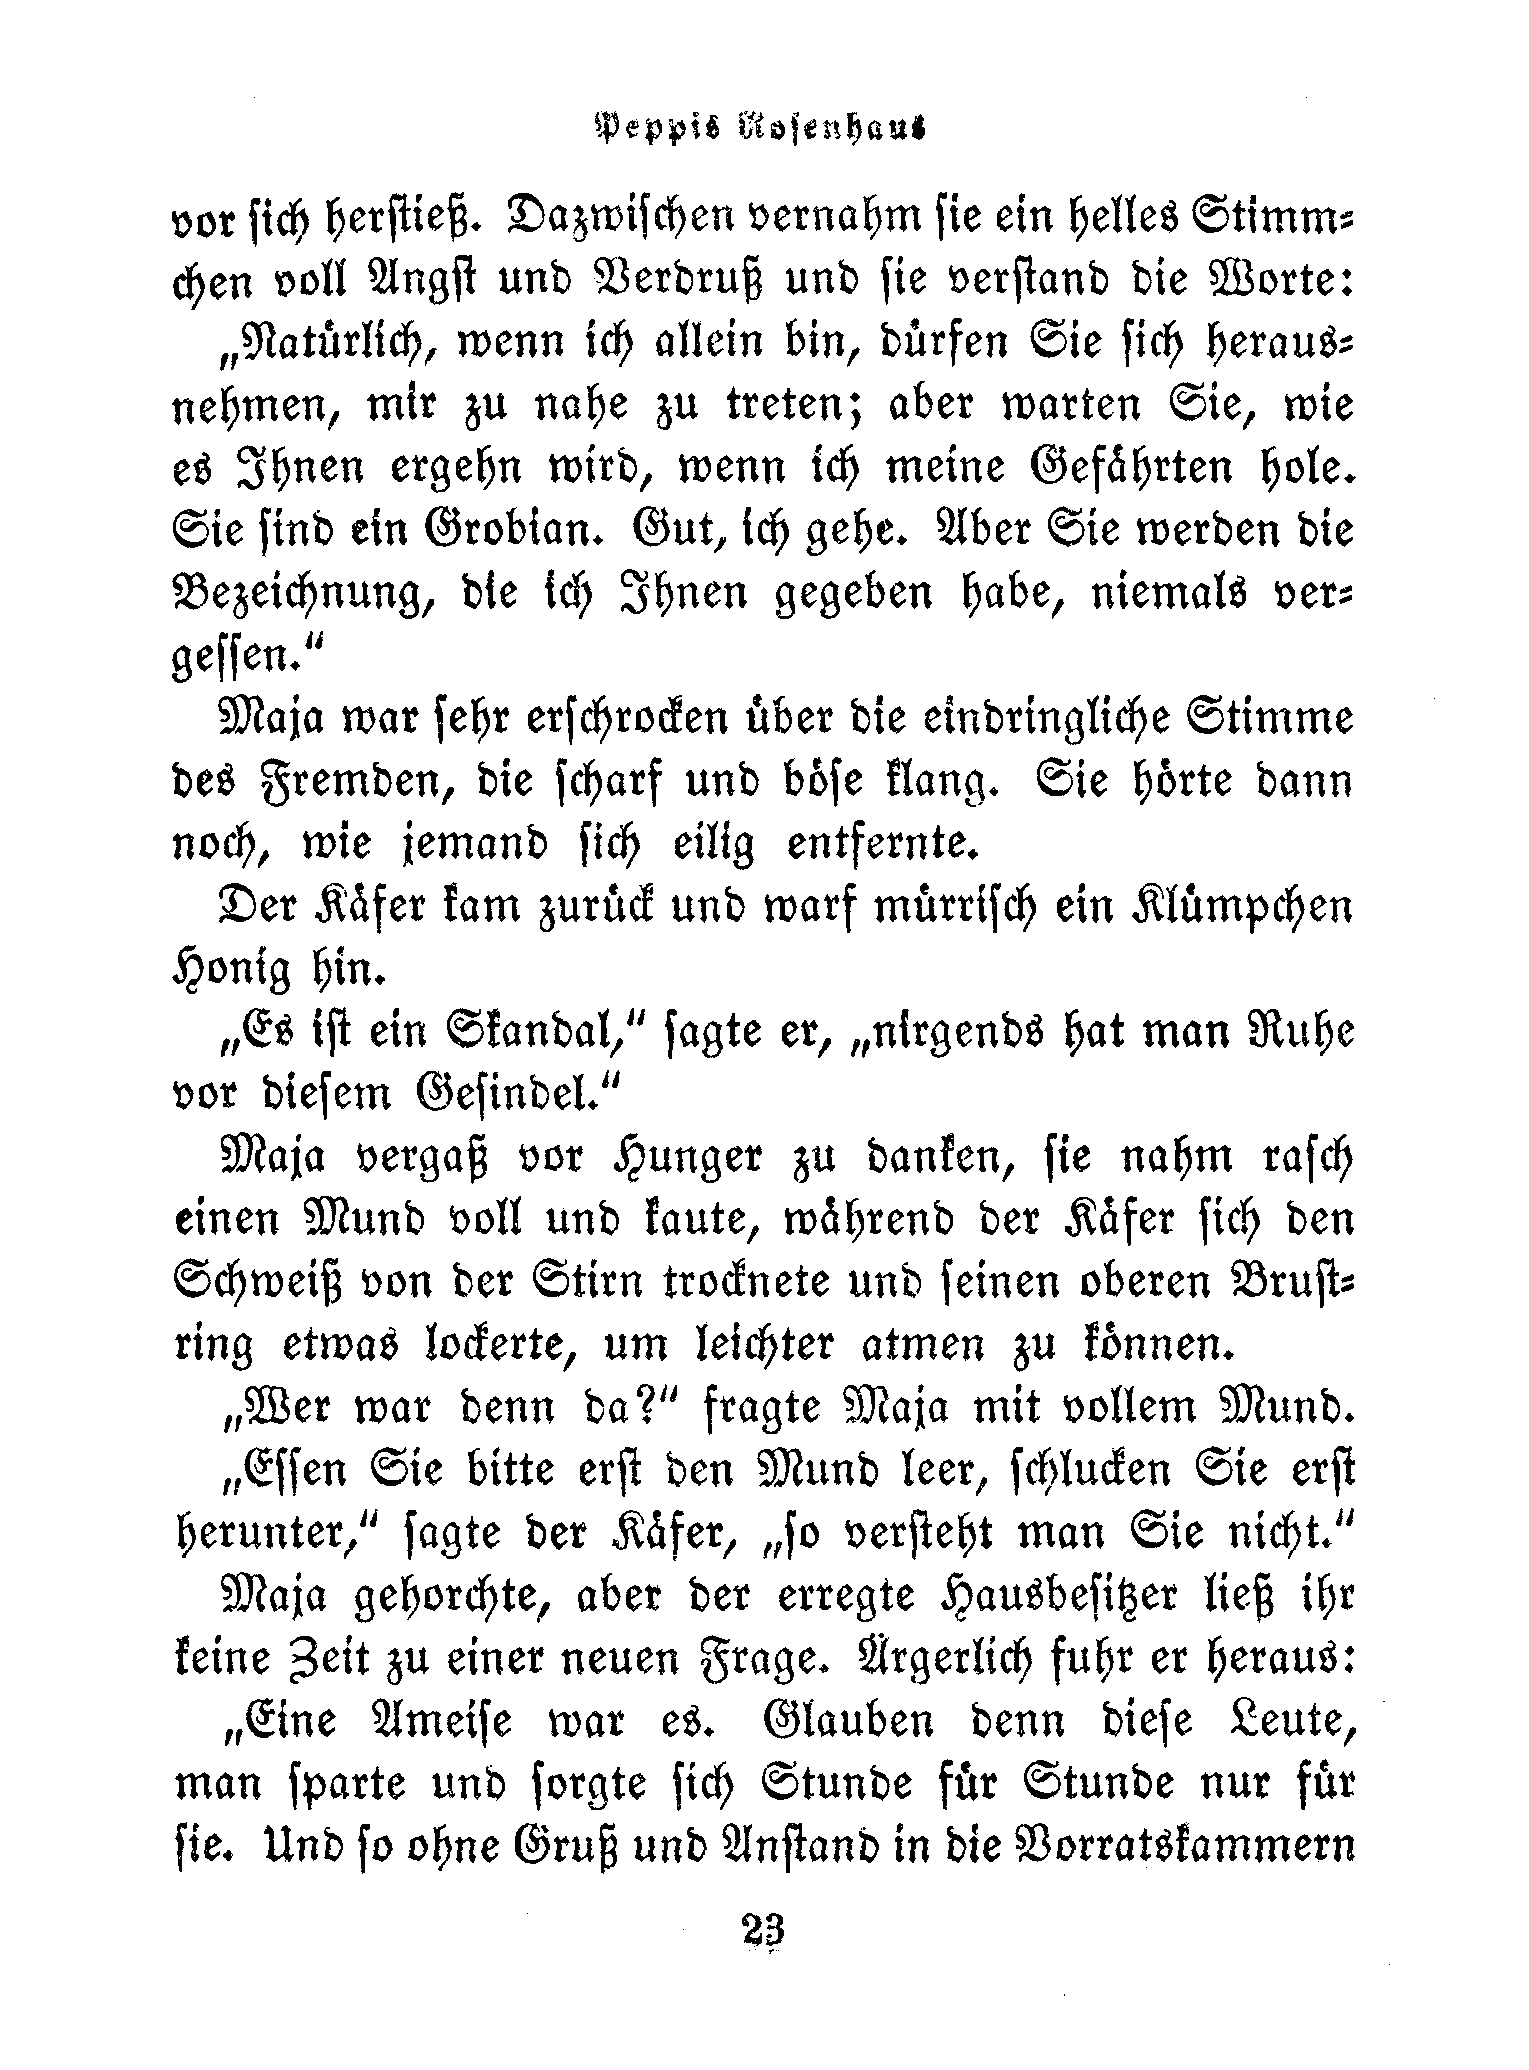 Peppis Rosenhaus
vor sich herstieß. Dazwischen vernahm sie ein helles Stimm-
chen voll Angst und Verdruß und sie verstand die Worte:
„Natürlich, wenn ich allein bin, dürfen Sie sich heraus-
nehmen, mir zu nahe zu treten; aber warten Sie, wie
es Ihnen ergehn wird, wenn ich meine Gefährten hole.
Sie sind ein Grobian. Gut, ich gehe. Aber Sie werden die
Bezeichnung, die ich Ihnen gegeben habe, niemals ver-
gessen.“
Maja war sehr erschrocken über die eindringliche Stimme
des Fremden, die scharf und böse klang. Sie hörte dann
noch, wie jemand sich eilig entfernte.
Der Käfer kam zurück und warf mürrisch ein Klümpchen
Honig hin.
„Es ist ein Skandal,“ sagte er, „nirgends hat man Ruhe
vor diesem Gesindel.“
Maja vergaß vor Hunger zu danken, sie nahm rasch
einen Mund voll und kaute, während der Käfer sich den
Schweiß von der Stirn trocknete und seinen oberen Brust-
ring etwas lockerte, um leichter atmen zu können.
„Wer war denn da?“ fragte Maja mit vollem Mund.
„Essen Sie bitte erst den Mund leer, schlucken Sie erst
herunter,“ sagte der Käfer, „so versteht man Sie nicht.“
Maja gehorchte, aber der erregte Hausbesitzer ließ ihr
keine Zeit zu einer neuen Frage. Ärgerlich fuhr er heraus:
„Eine Ameise war es. Glauben denn diese Leute,
man sparte und sorgte sich Stunde für Stunde nur für
sie. Und so ohne Gruß und Anstand in die Vorratskammern
23